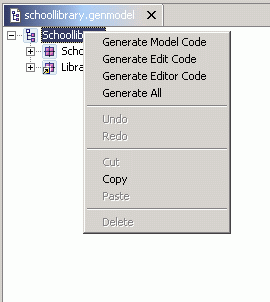 schoollibrary.genmodel
Schoollib
Scho
Libra
Generate Model Code
Generate Edit Code
Generate Editor Code
Generate All
Undo
Redo
Cut
Copy
Paste
Delete